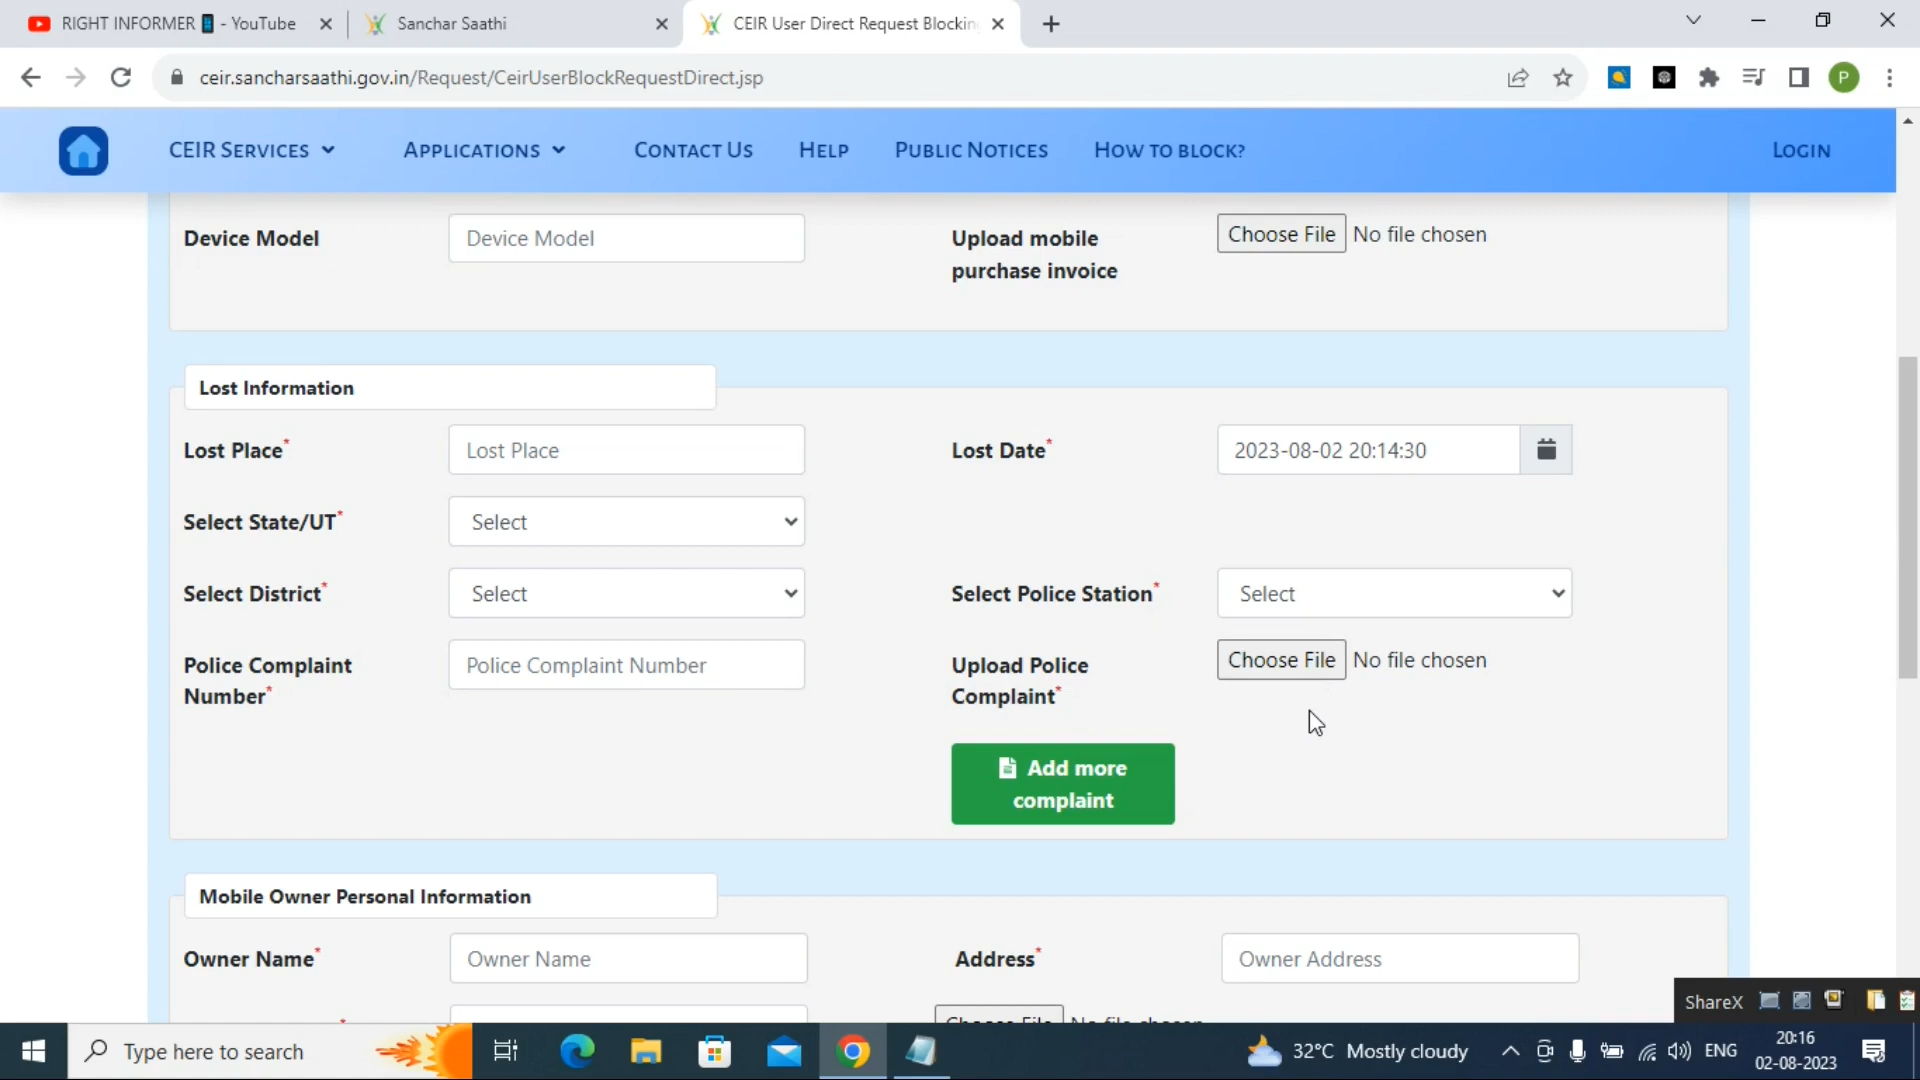 RIGHT INFORMER📱 - YouTube
Sanchar Saathi
CEIR User Direct Request Blockin
ceir.sancharsaathi.gov.in/Request/CeirUserBlockRequestDirect.jsp
P
CEIR Services
Applications
Contact Us
Help
Public Notices
How to block?
Login
Device Model
Device Model
Upload mobile
purchase invoice
Choose File No file chosen
Lost Information
Lost Place*
Lost Place
Lost Date*
2023-08-02 20:14:30
Select State/UT*
Select
Select District*
Select
Select Police Station*
Select
Police Complaint
Number*
Police Complaint Number
Upload Police
Complaint*
Choose File No file chosen
Add more
complaint
Mobile Owner Personal Information
Owner Name*
Owner Name
Address*
Owner Address
Choose File No file chosen
ShareX
Type here to search
32°C Mostly cloudy
ENG
20:16
02-08-2023